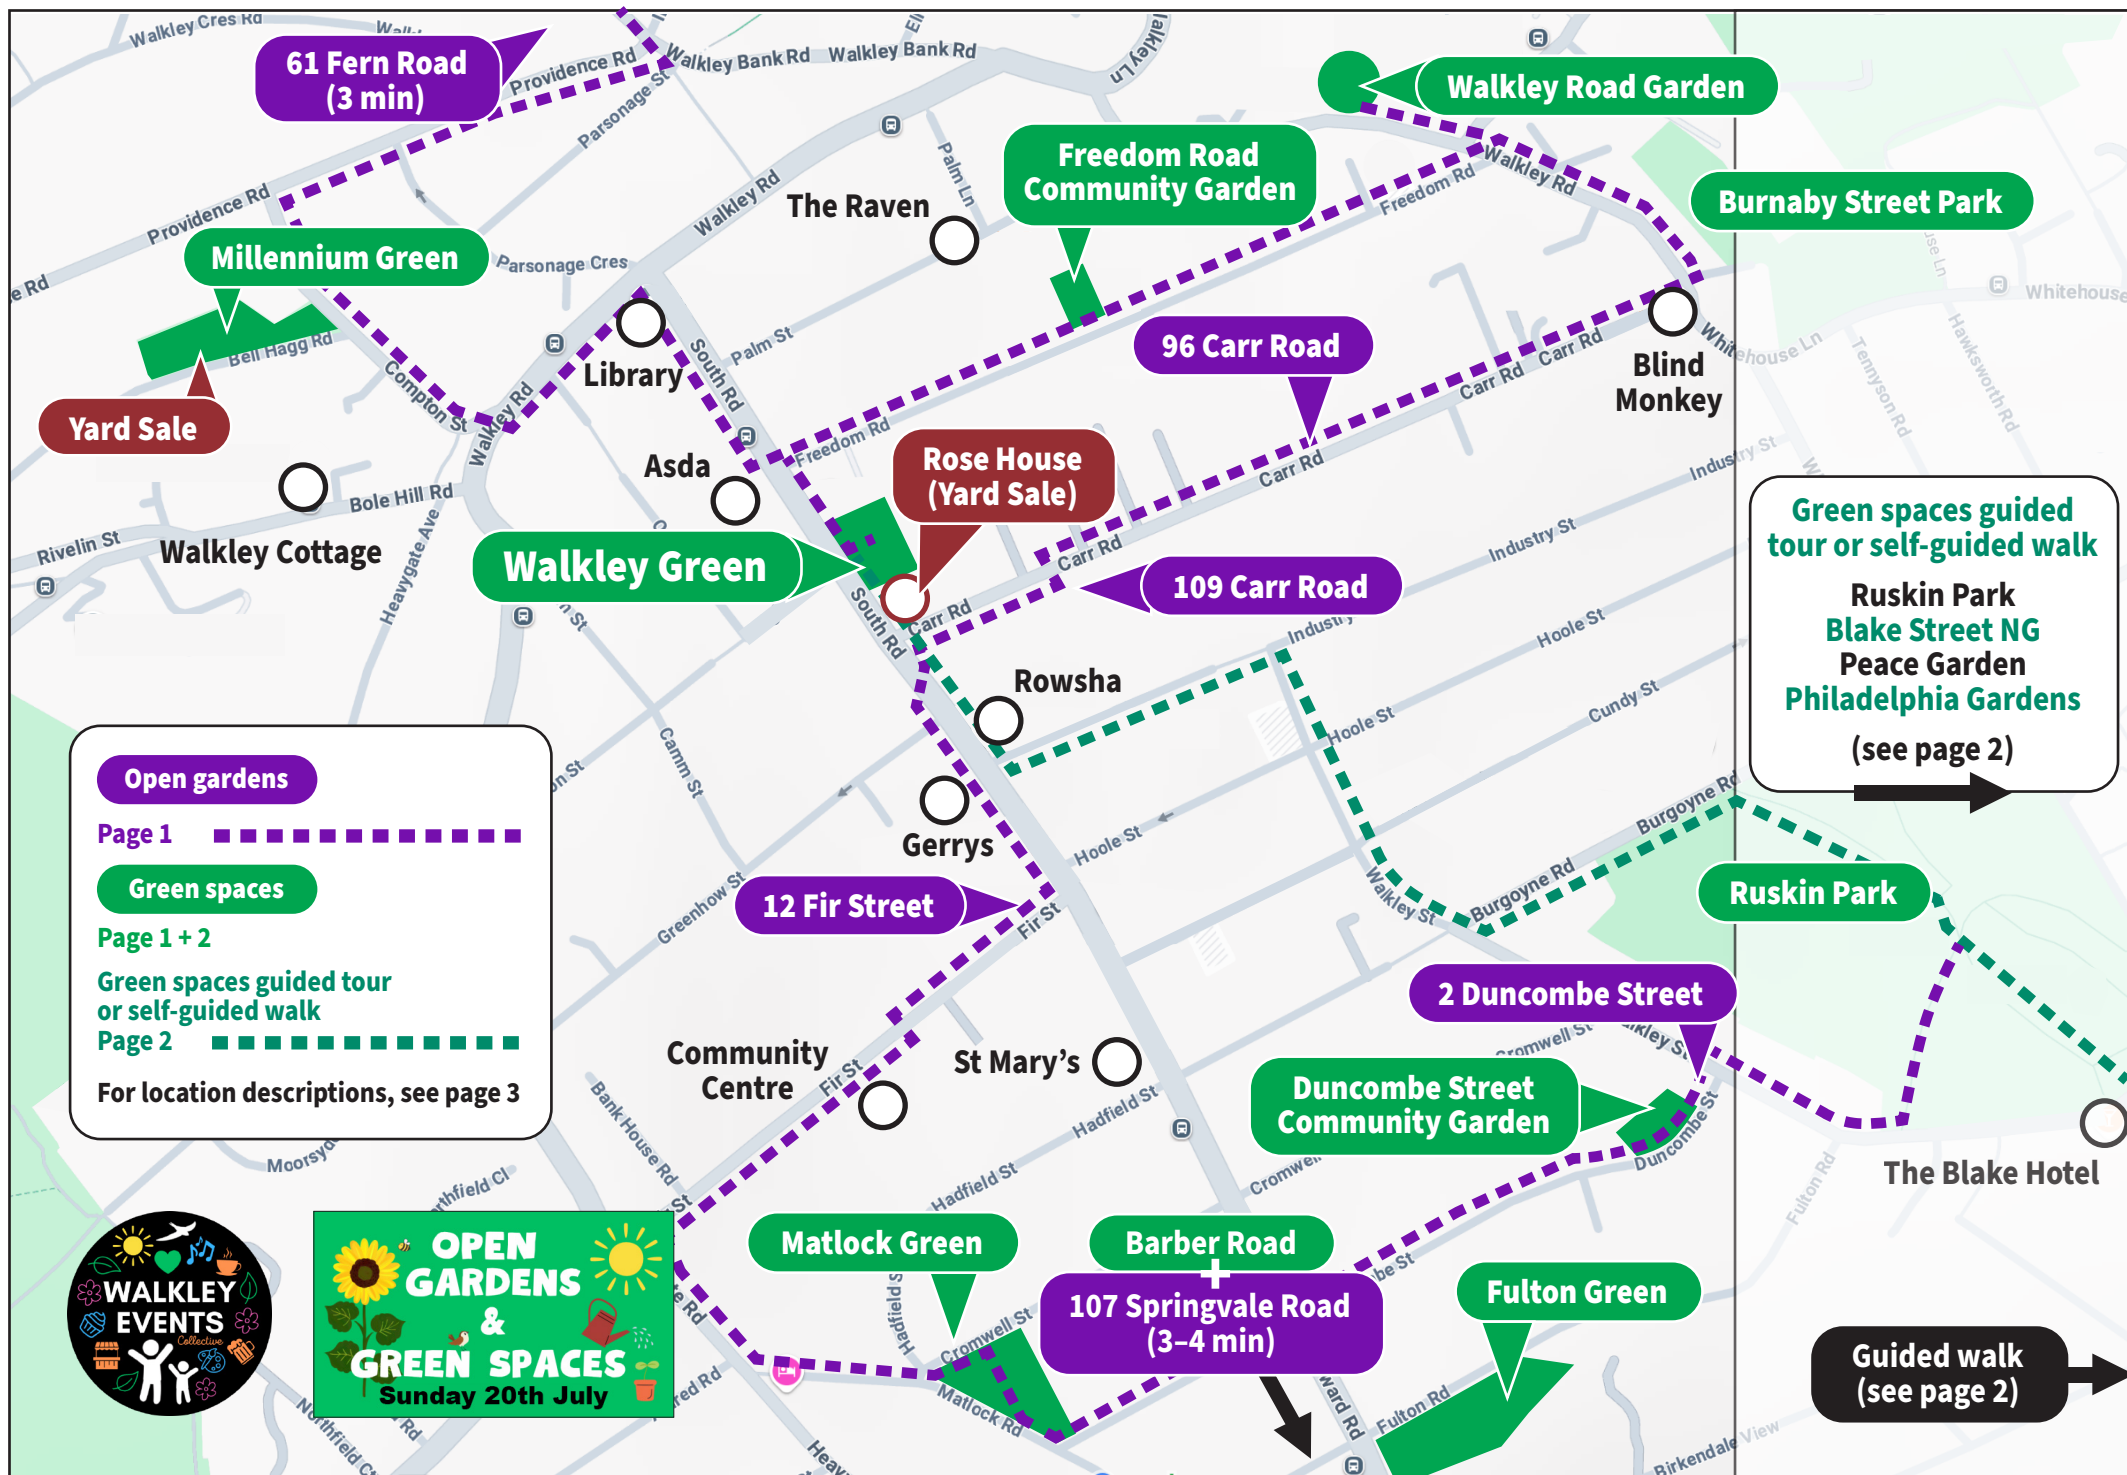 Walkley Cres Rd
61 Fern Road
(3 min)
Providence Rd
Walkley Bank Rd
Walkley Bank Rd
Walkley Ln
Parsonage St
Walkley Road Garden
Freedom Road
Community Garden
Palm Ln
Walkley Rd
Walkley Rd
Freedom Rd
The Raven
Burnaby Street Park
Providence Rd
Millennium Green
Parsonage Cres
e Rd
Whitehouse
Bell Hagg Rd
Library
South Rd
Palm St
96 Carr Road
Carr Rd
Carr Rd
Blind
Monkey
Whitehouse Ln
Tennyson Rd
Hawksworth Rd
Yard Sale
Compton St
Walkley Rd
Freedom Rd
Asda
Rose House
(Yard Sale)
Carr Rd
Industry St
Bole Hill Rd
Rivelin St
Walkley Cottage
Heavygate Ave
Walkley Green
Carr Rd
Industry St
109 Carr Road
South Rd
Carr Rd
Hoole St
Rowsha
Hoole St
Cundy St
Camm St
Green spaces guided
tour or self-guided walk
Ruskin Park
Blake Street NG
Peace Garden
Philadelphia Gardens
(see page 2)
Open gardens
Page 1
Green spaces
Page 1 + 2
Green spaces guided tour
or self-guided walk
Page 2
For location descriptions, see page 3
Gerrys
Hoole St
Burgoyne Rd
Burgoyne Rd
Walkley St
Ruskin Park
12 Fir Street
Greenhow St
Fir St
2 Duncombe Street
Cromwell St
Community
Centre
Fir St
St Mary's
Hadfield St
Duncombe Street
Community Garden
Duncombe St
Bank House Rd
Hadfield St
Fulton Rd
The Blake Hotel
Matlock Green
Barber Road
+
107 Springvale Road
(3–4 min)
Fulton Green
Cromwell St
Matlock Rd
Fulton Rd
Birkendale View
Guided walk
(see page 2)
WALKLEY
EVENTS
Collective
OPEN
GARDENS
&
GREEN SPACES
Sunday 20th July
Northfield Ct